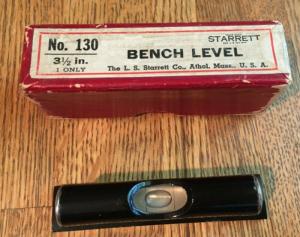 STARRETT
No. 130
3½ in.
1 ONLY
BENCH LEVEL
The L. S. Starrett Co., Athol, Mass., U. S. A.